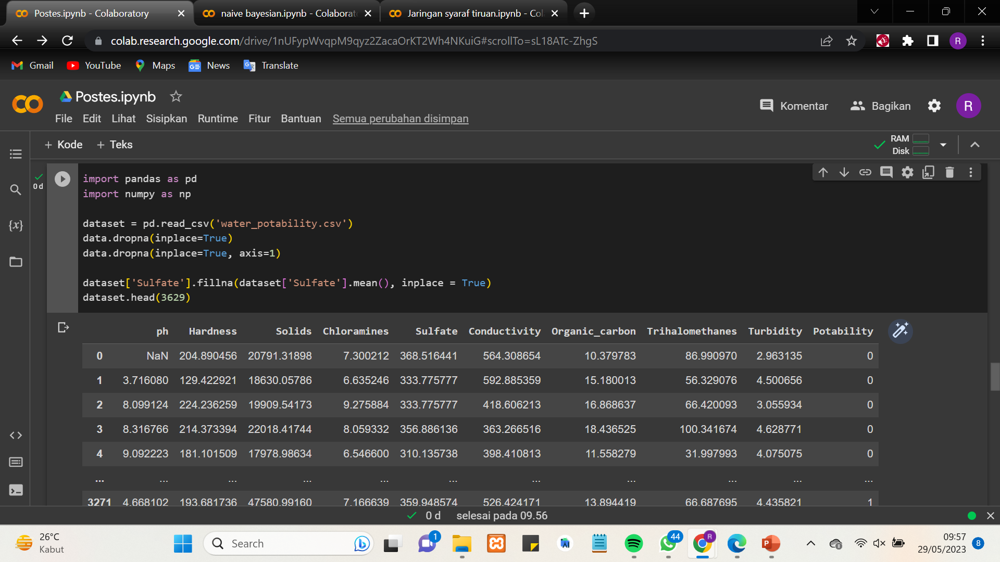 Postes.ipynb - Colaboratory
naive bayesian.ipynb - Colaborat
Jaringan syaraf tiruan.ipynb - Col
colab.research.google.com/drive/1nUFypWvqpM9qyz2ZacaOrKT2Wh4NKuiG#scrollTo=sL18ATc-ZhgS
R
Gmail YouTube Maps News Translate
Postes.ipynb
File Edit Lihat Sisipkan Runtime Fitur Bantuan Semua perubahan disimpan
Komentar Bagikan R
+ Kode + Teks
RAM
Disk
0 d
import pandas as pd
import numpy as np
dataset = pd.read_csv('water_potability.csv')
data.dropna(inplace=True)
data.dropna(inplace=True, axis=1)
dataset['Sulfate'].fillna(dataset['Sulfate'].mean(), inplace = True)
dataset.head(3629)
ph Hardness Solids Chloramines Sulfate Conductivity Organic_carbon Trihalomethanes Turbidity Potability
0 NaN 204.890456 20791.31898 7.300212 368.516441 564.308654 10.379783 86.990970 2.963135 0
1 3.716080 129.422921 18630.05786 6.635246 333.775777 592.885359 15.180013 56.329076 4.500656 0
2 8.099124 224.236259 19909.54173 9.275884 333.775777 418.606213 16.868637 66.420093 3.055934 0
3 8.316766 214.373394 22018.41744 8.059332 356.886136 363.266516 18.436525 100.341674 4.628771 0
4 9.092223 181.101509 17978.98634 6.546600 310.135738 398.410813 11.558279 31.997993 4.075075 0
... ... ... ... ... ... ... ... ... ... ...
3271 4.668102 193.681736 47580.99160 7.166639 359.948574 526.424171 13.894419 66.687695 4.435821 1
0 d selesai pada 09.56
26°C
Kabut
Search
1
44
R
P
09:57
29/05/2023
8